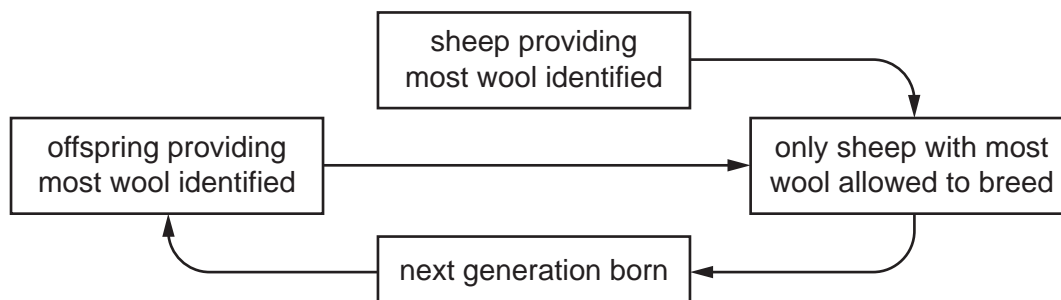 sheep providing
most wool identified
offspring providing
most wool identified
only sheep with most
wool allowed to breed
next generation born